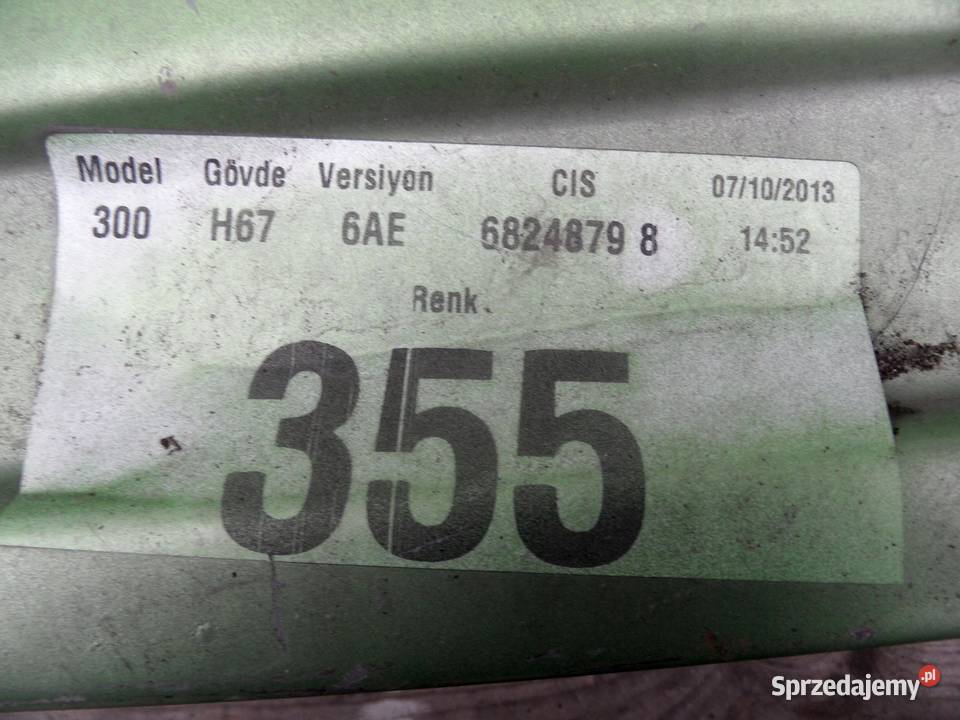 Model Gövde Versiyon CIS 07/10/2013
300 H67 6AE 6824879 8 14:52
Renk
355
Sprzedajemy.pl